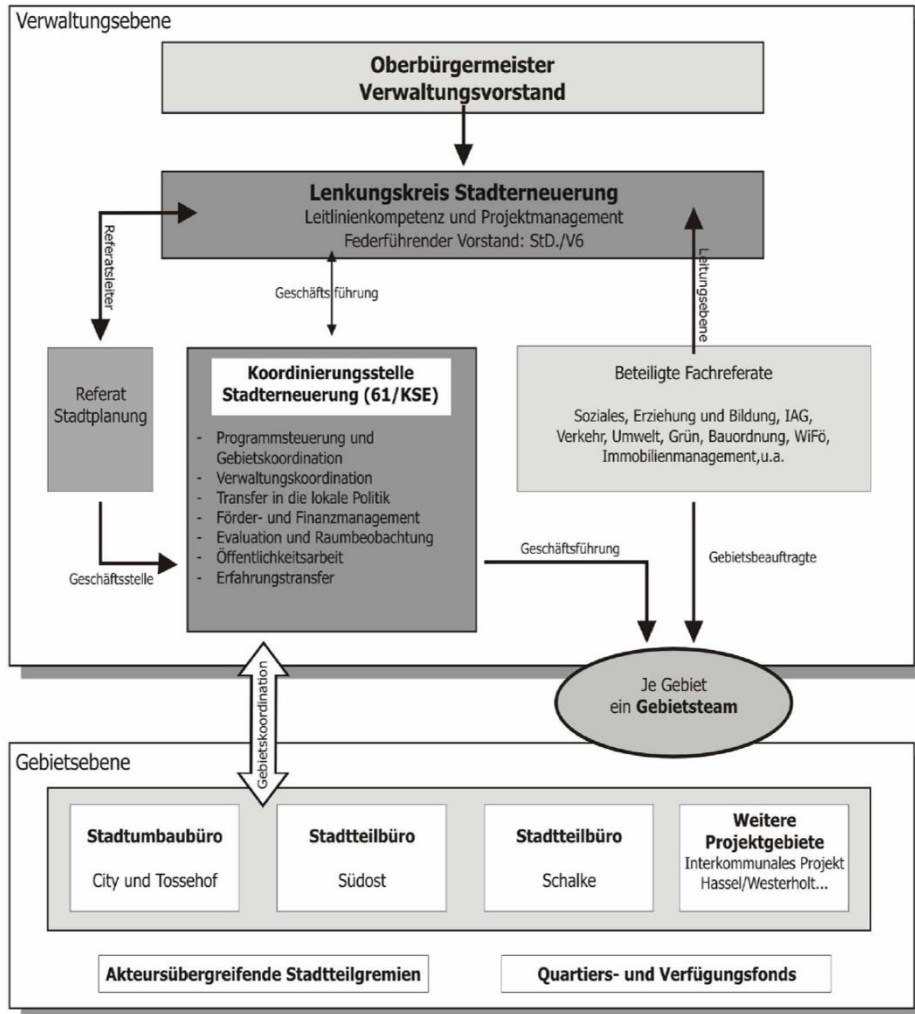 Verwaltungsebene
Oberbürgermeister
Verwaltungsvorstand
Lenkungskreis Stadterneuerung
Leitlinienkompetenz und Projektmanagement
Federführender Vorstand: StD./V6
Referatsleiter
Geschäftsführung
Leitungsebene
Referat
Stadtplanung
Koordinierungsstelle
Stadterneuerung (61/KSE)
- Programmsteuerung und
Gebietskoordination
- Verwaltungskoordination
- Transfer in die lokale Politik
- Förder- und Finanzmanagement
- Evaluation und Raumbeobachtung
- Öffentlichkeitsarbeit
- Erfahrungstransfer
Beteiligte Fachreferate
Soziales, Erziehung und Bildung, IAG,
Verkehr, Umwelt, Grün, Bauordnung, WiFö,
Immobilienmanagement,u.a.
Geschäftsstelle
Geschäftsführung
Gebietsbeauftragte
Gebietskoordination
Je Gebiet
ein Gebietsteam
Gebietsebene
Stadtumbaubüro
City und Tossehof
Stadtteilbüro
Südost
Stadtteilbüro
Schalke
Weitere
Projektgebiete
Interkommunales Projekt
Hassel/Westerholt...
Akteursübergreifende Stadtteilgremien
Quartiers- und Verfügungsfonds